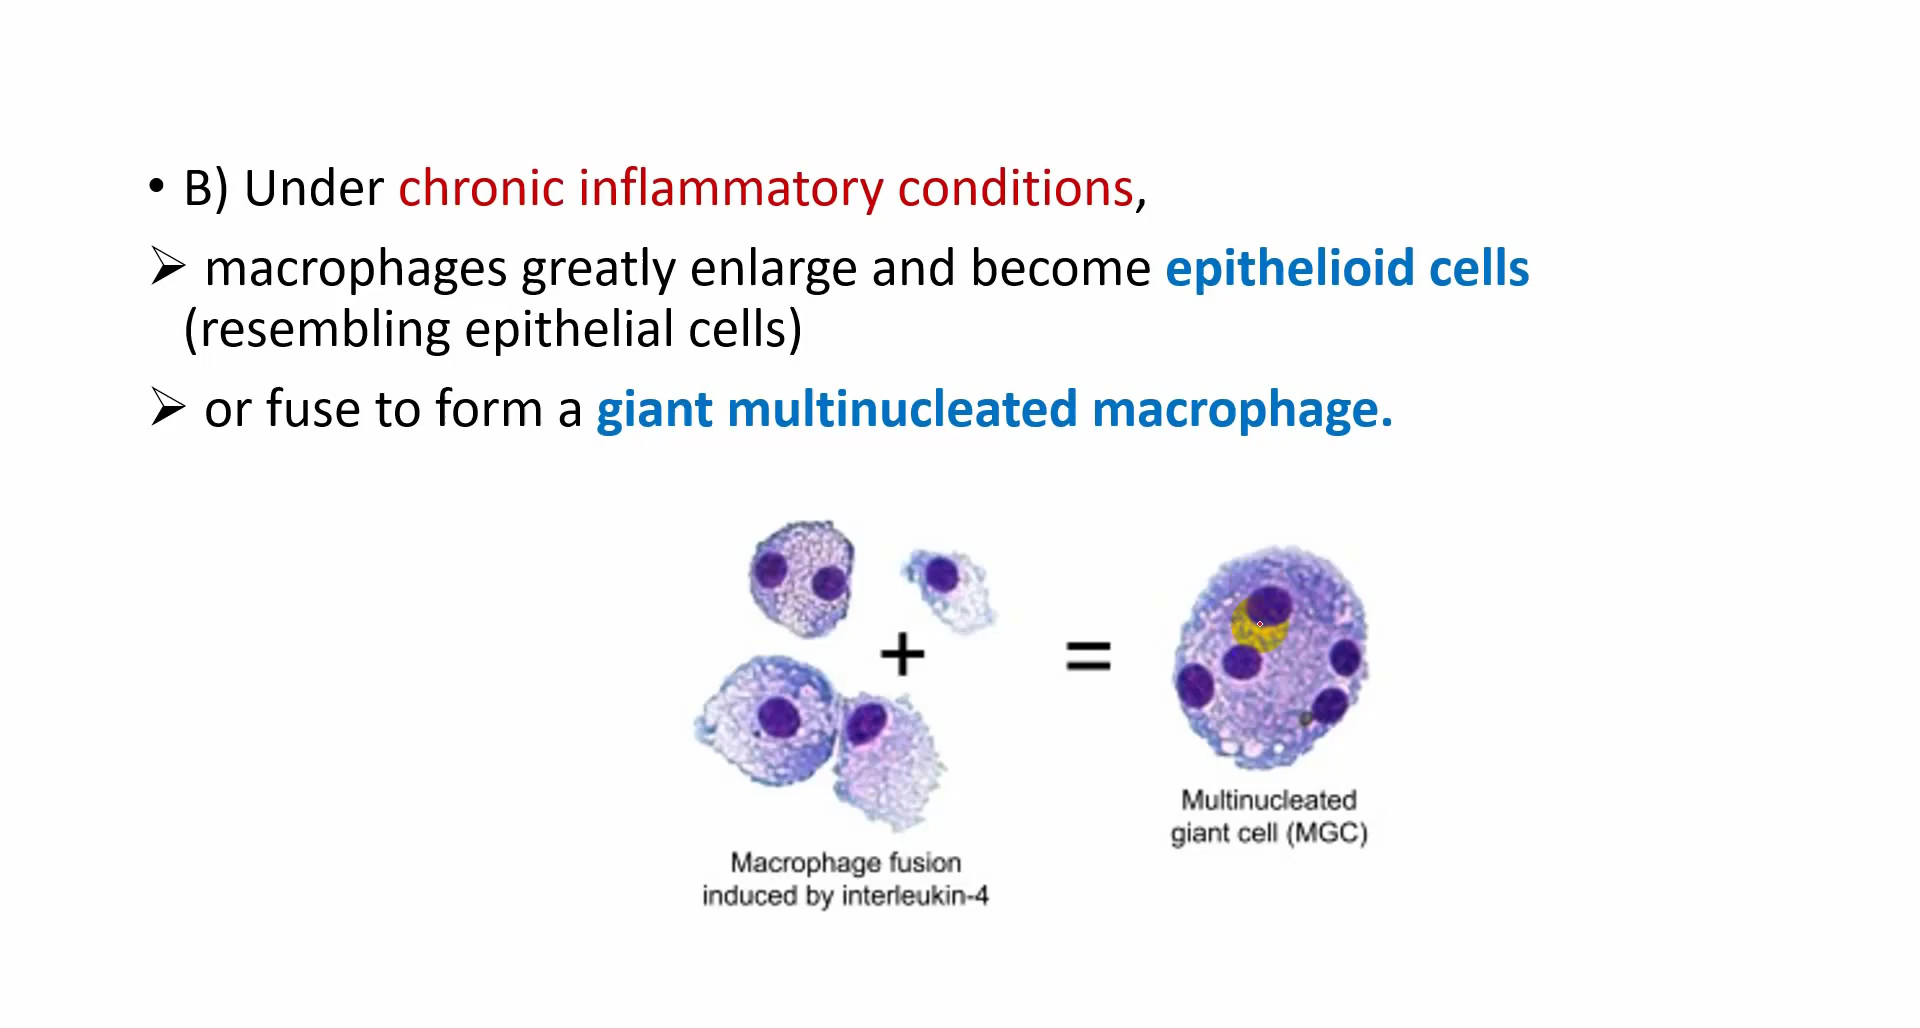 • B) Under chronic inflammatory conditions,
➢ macrophages greatly enlarge and become epithelioid cells
(resembling epithelial cells)
➢ or fuse to form a giant multinucleated macrophage.
+
=
Multinucleated
giant cell (MGC)
Macrophage fusion
induced by interleukin-4